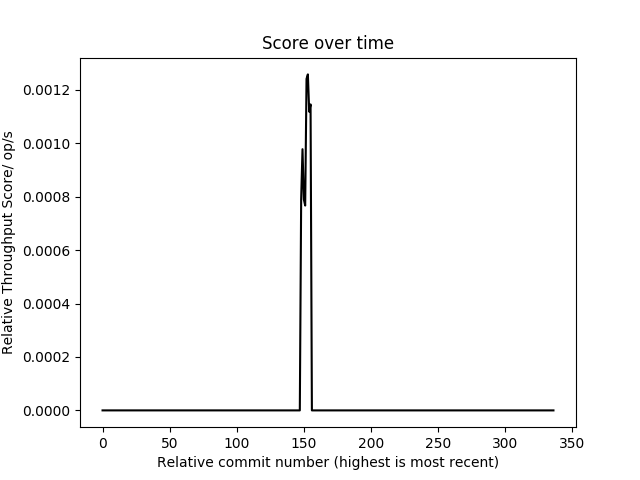 Score over time
Relative Throughput Score/ op/s
0.0012
0.0010
0.0008
0.0006
0.0004
0.0002
0.0000
0 50 100 150 200 250 300 350
Relative commit number (highest is most recent)